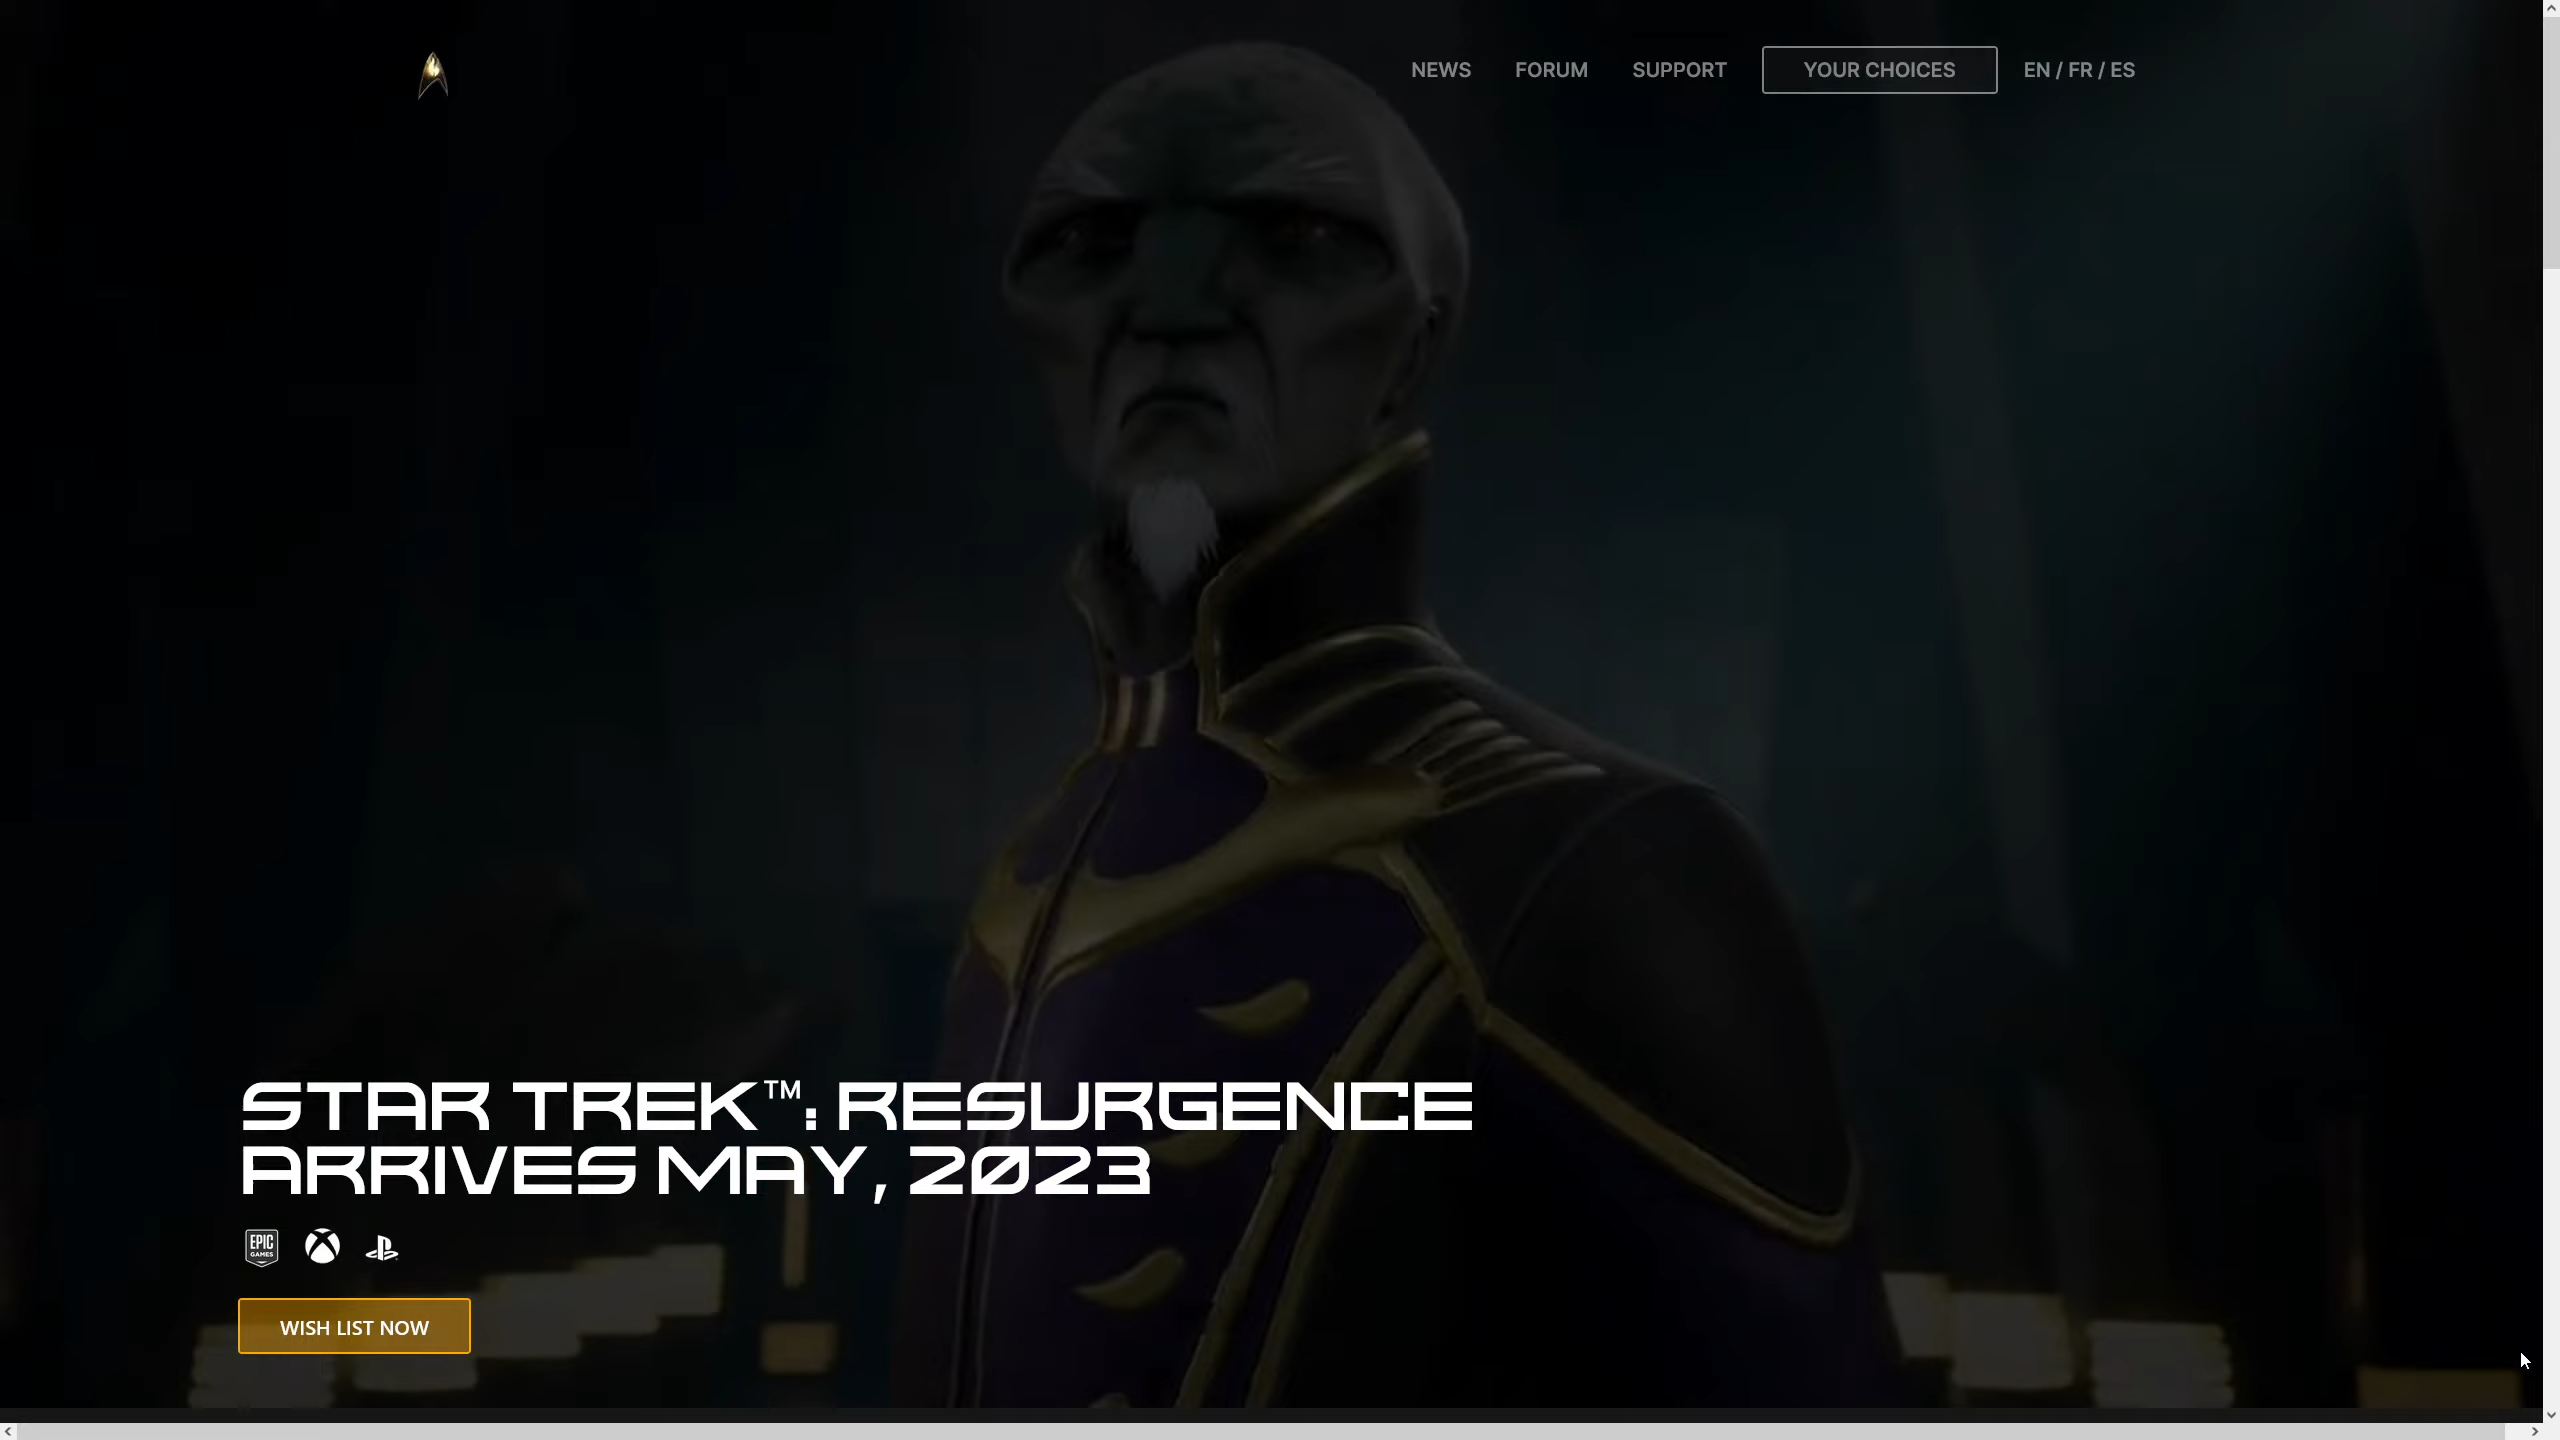 NEWS FORUM SUPPORT YOUR CHOICES EN / FR / ES
STAR TREK™: RESURGENCE
ARRIVES MAY, 2023
EPIC
GAMES
WISH LIST NOW